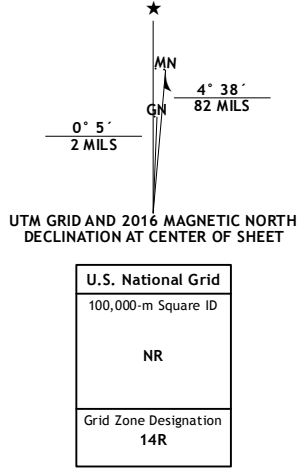 ★
MN
4° 38´
82 MILS
GN
0° 5´
2 MILS
UTM GRID AND 2016 MAGNETIC NORTH
DECLINATION AT CENTER OF SHEET
U.S. National Grid
100,000-m Square ID
NR
Grid Zone Designation
14R